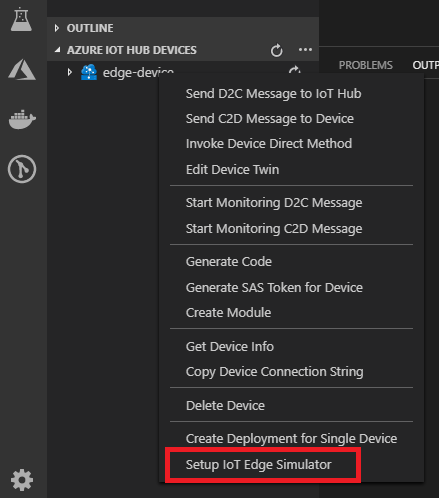 OUTLINE
AZURE IOT HUB DEVICES
edge-device
PROBLEMS OUTP
Send D2C Message to IoT Hub
Send C2D Message to Device
Invoke Device Direct Method
Edit Device Twin
Start Monitoring D2C Message
Start Monitoring C2D Message
Generate Code
Generate SAS Token for Device
Create Module
Get Device Info
Copy Device Connection String
Delete Device
Create Deployment for Single Device
Setup IoT Edge Simulator